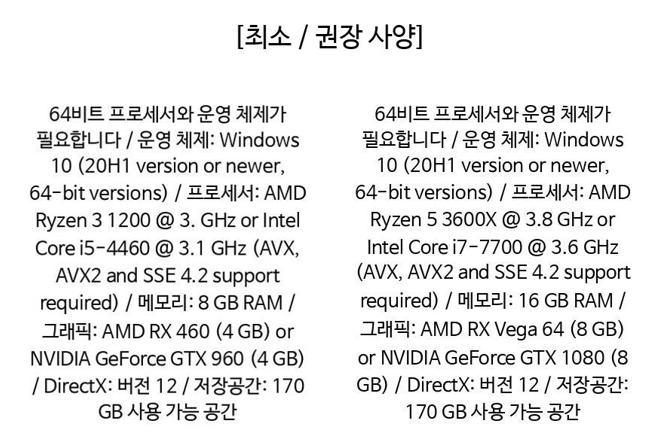 [최소 / 권장 사양]
64비트 프로세서와 운영 체제가
필요합니다 / 운영 체제: Windows
10 (20H1 version or newer,
64-bit versions) / 프로세서: AMD
Ryzen 3 1200 @ 3. GHz or Intel
Core i5-4460 @ 3.1 GHz (AVX,
AVX2 and SSE 4.2 support
required) / 메모리: 8 GB RAM /
그래픽: AMD RX 460 (4 GB) or
NVIDIA GeForce GTX 960 (4 GB)
/ DirectX: 버전 12 / 저장공간: 170
GB 사용 가능 공간
64비트 프로세서와 운영 체제가
필요합니다 / 운영 체제: Windows
10 (20H1 version or newer,
64-bit versions) / 프로세서: AMD
Ryzen 5 3600X @ 3.8 GHz or
Intel Core i7-7700 @ 3.6 GHz
(AVX, AVX2 and SSE 4.2 support
required) / 메모리: 16 GB RAM /
그래픽: AMD RX Vega 64 (8 GB)
or NVIDIA GeForce GTX 1080 (8
GB) / DirectX: 버전 12 / 저장공간:
170 GB 사용 가능 공간